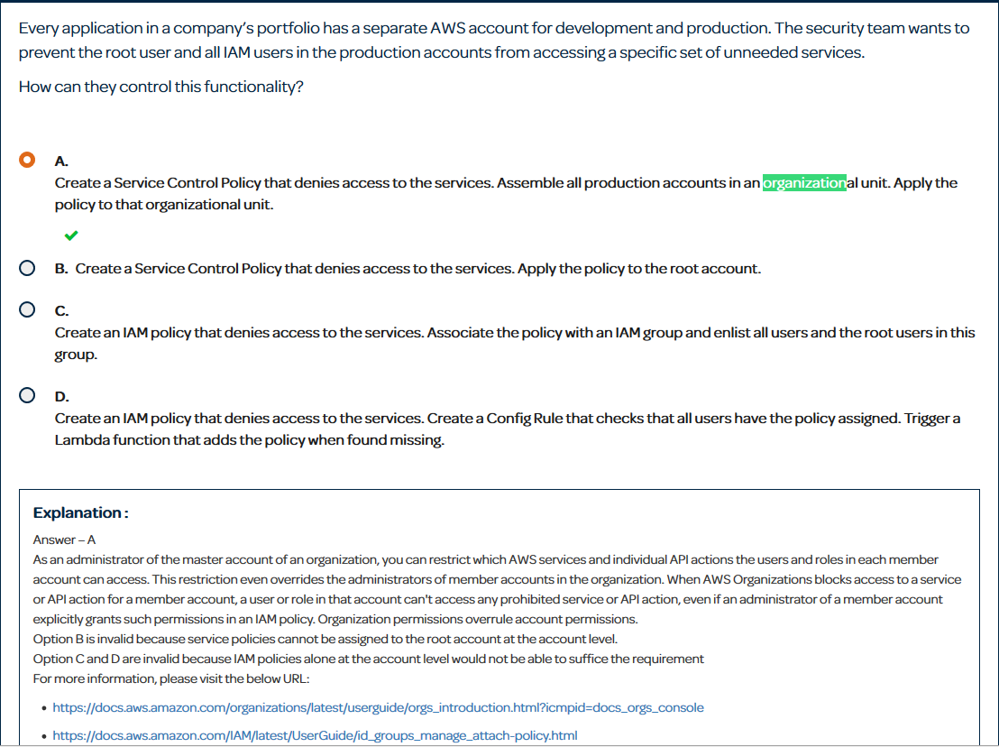 Every application in a company’s portfolio has a separate AWS account for development and production. The security team wants to
prevent the root user and all IAM users in the production accounts from accessing a specific set of unneeded services.
How can they control this functionality?
A.
Create a Service Control Policy that denies access to the services. Assemble all production accounts in an organizational unit. Apply the
policy to that organizational unit.
B. Create a Service Control Policy that denies access to the services. Apply the policy to the root account.
C.
Create an IAM policy that denies access to the services. Associate the policy with an IAM group and enlist all users and the root users in this
group.
D.
Create an IAM policy that denies access to the services. Create a Config Rule that checks that all users have the policy assigned. Trigger a
Lambda function that adds the policy when found missing.
Explanation :
Answer – A
As an administrator of the master account of an organization, you can restrict which AWS services and individual API actions the users and roles in each member
account can access. This restriction even overrides the administrators of member accounts in the organization. When AWS Organizations blocks access to a service
or API action for a member account, a user or role in that account can't access any prohibited service or API action, even if an administrator of a member account
explicitly grants such permissions in an IAM policy. Organization permissions overrule account permissions.
Option B is invalid because service policies cannot be assigned to the root account at the account level.
Option C and D are invalid because IAM policies alone at the account level would not be able to suffice the requirement
For more information, please visit the below URL:
• https://docs.aws.amazon.com/organizations/latest/userguide/orgs_introduction.html?icmpid=docs_orgs_console
• https://docs.aws.amazon.com/IAM/latest/UserGuide/id_groups_manage_attach-policy.html